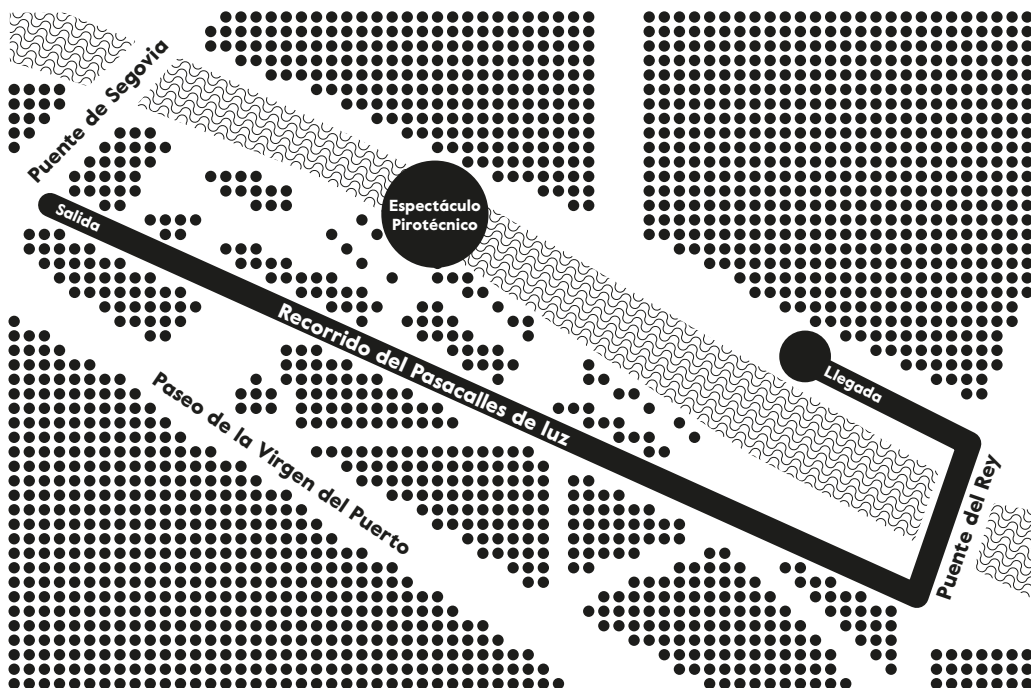 Puente de Segovia
Espectáculo
Pirotécnico
Salida
Recorrido del Pasacalles de luz
Llegada
Paseo de la Virgen del Puerto
Puente del Rey